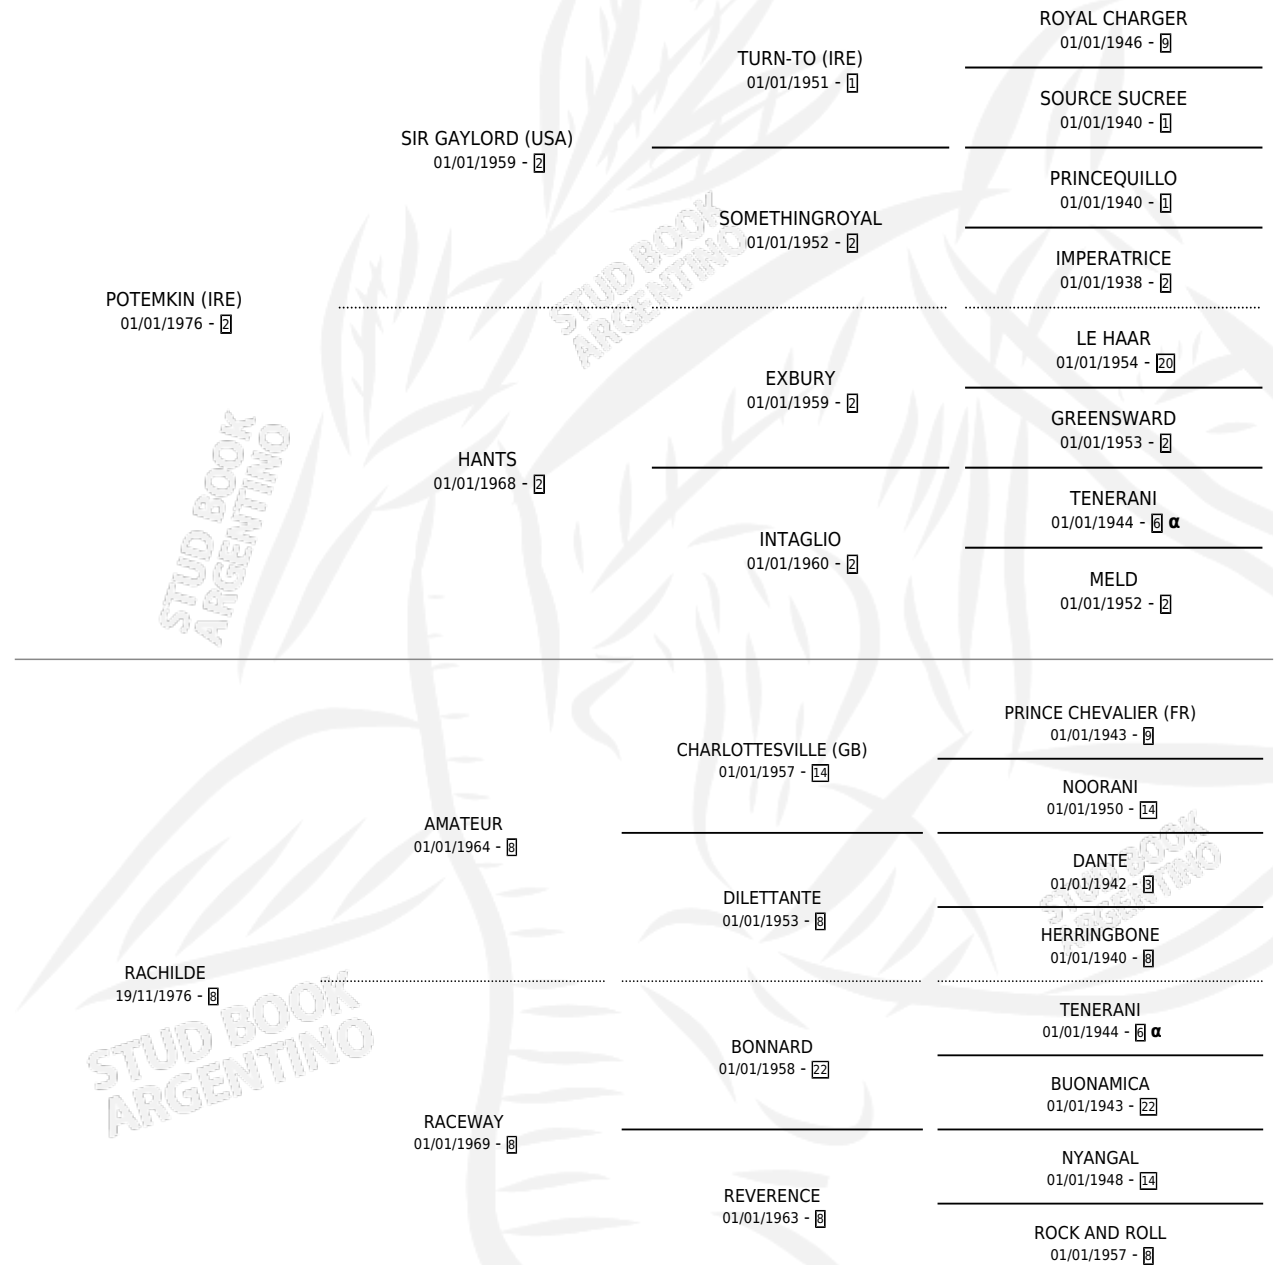 ROYAL CHARGER
01/01/1946 - 9
TURN-TO (IRE)
01/01/1951 - 1
SOURCE SUCREE
01/01/1940 - 1
SIR GAYLORD (USA)
01/01/1959 - 2
PRINCEQUILLO
01/01/1940 - 1
SOMETHINGROYAL
01/01/1952 - 2
IMPERATRICE
01/01/1938 - 2
POTEMKIN (IRE)
01/01/1976 - 2
LE HAAR
01/01/1954 - 20
EXBURY
01/01/1959 - 2
GREENSWARD
01/01/1953 - 2
HANTS
01/01/1968 - 2
TENERANI
01/01/1944 - 6 α
INTAGLIO
01/01/1960 - 2
MELD
01/01/1952 - 2
PRINCE CHEVALIER (FR)
01/01/1943 - 9
CHARLOTTESVILLE (GB)
01/01/1957 - 14
NOORANI
01/01/1950 - 14
AMATEUR
01/01/1964 - 8
DANTE
01/01/1942 - 3
DILETTANTE
01/01/1953 - 8
HERRINGBONE
01/01/1940 - 8
RACHILDE
19/11/1976 - 8
TENERANI
01/01/1944 - 6 α
BONNARD
01/01/1958 - 22
BUONAMICA
01/01/1943 - 22
RACEWAY
01/01/1969 - 8
NYANGAL
01/01/1948 - 14
REVERENCE
01/01/1963 - 8
ROCK AND ROLL
01/01/1957 - 8
STUD BOOK
ARGENTINO
STUD BOOK
ARGENTINO
STUD BOOK
ARGENTINO
STUD BOOK
ARGENTINO